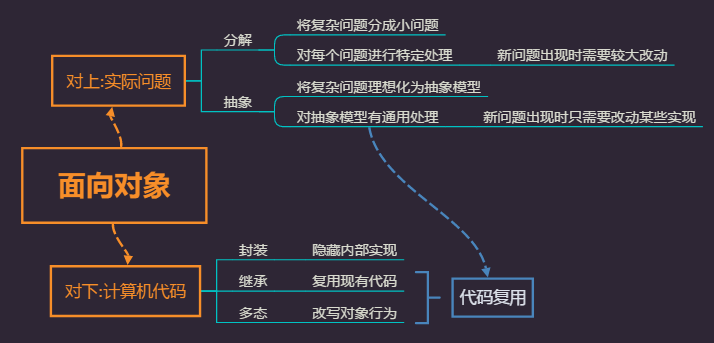 将复杂问题分成小问题
分解
对每个问题进行特定处理 新问题出现时需要较大改动
对上:实际问题
将复杂问题理想化为抽象模型
抽象
对抽象模型有通用处理 新问题出现时只需要改动某些实现
面向对象
封装 隐藏内部实现
对下:计算机代码
继承 复用现有代码
代码复用
多态 改写对象行为